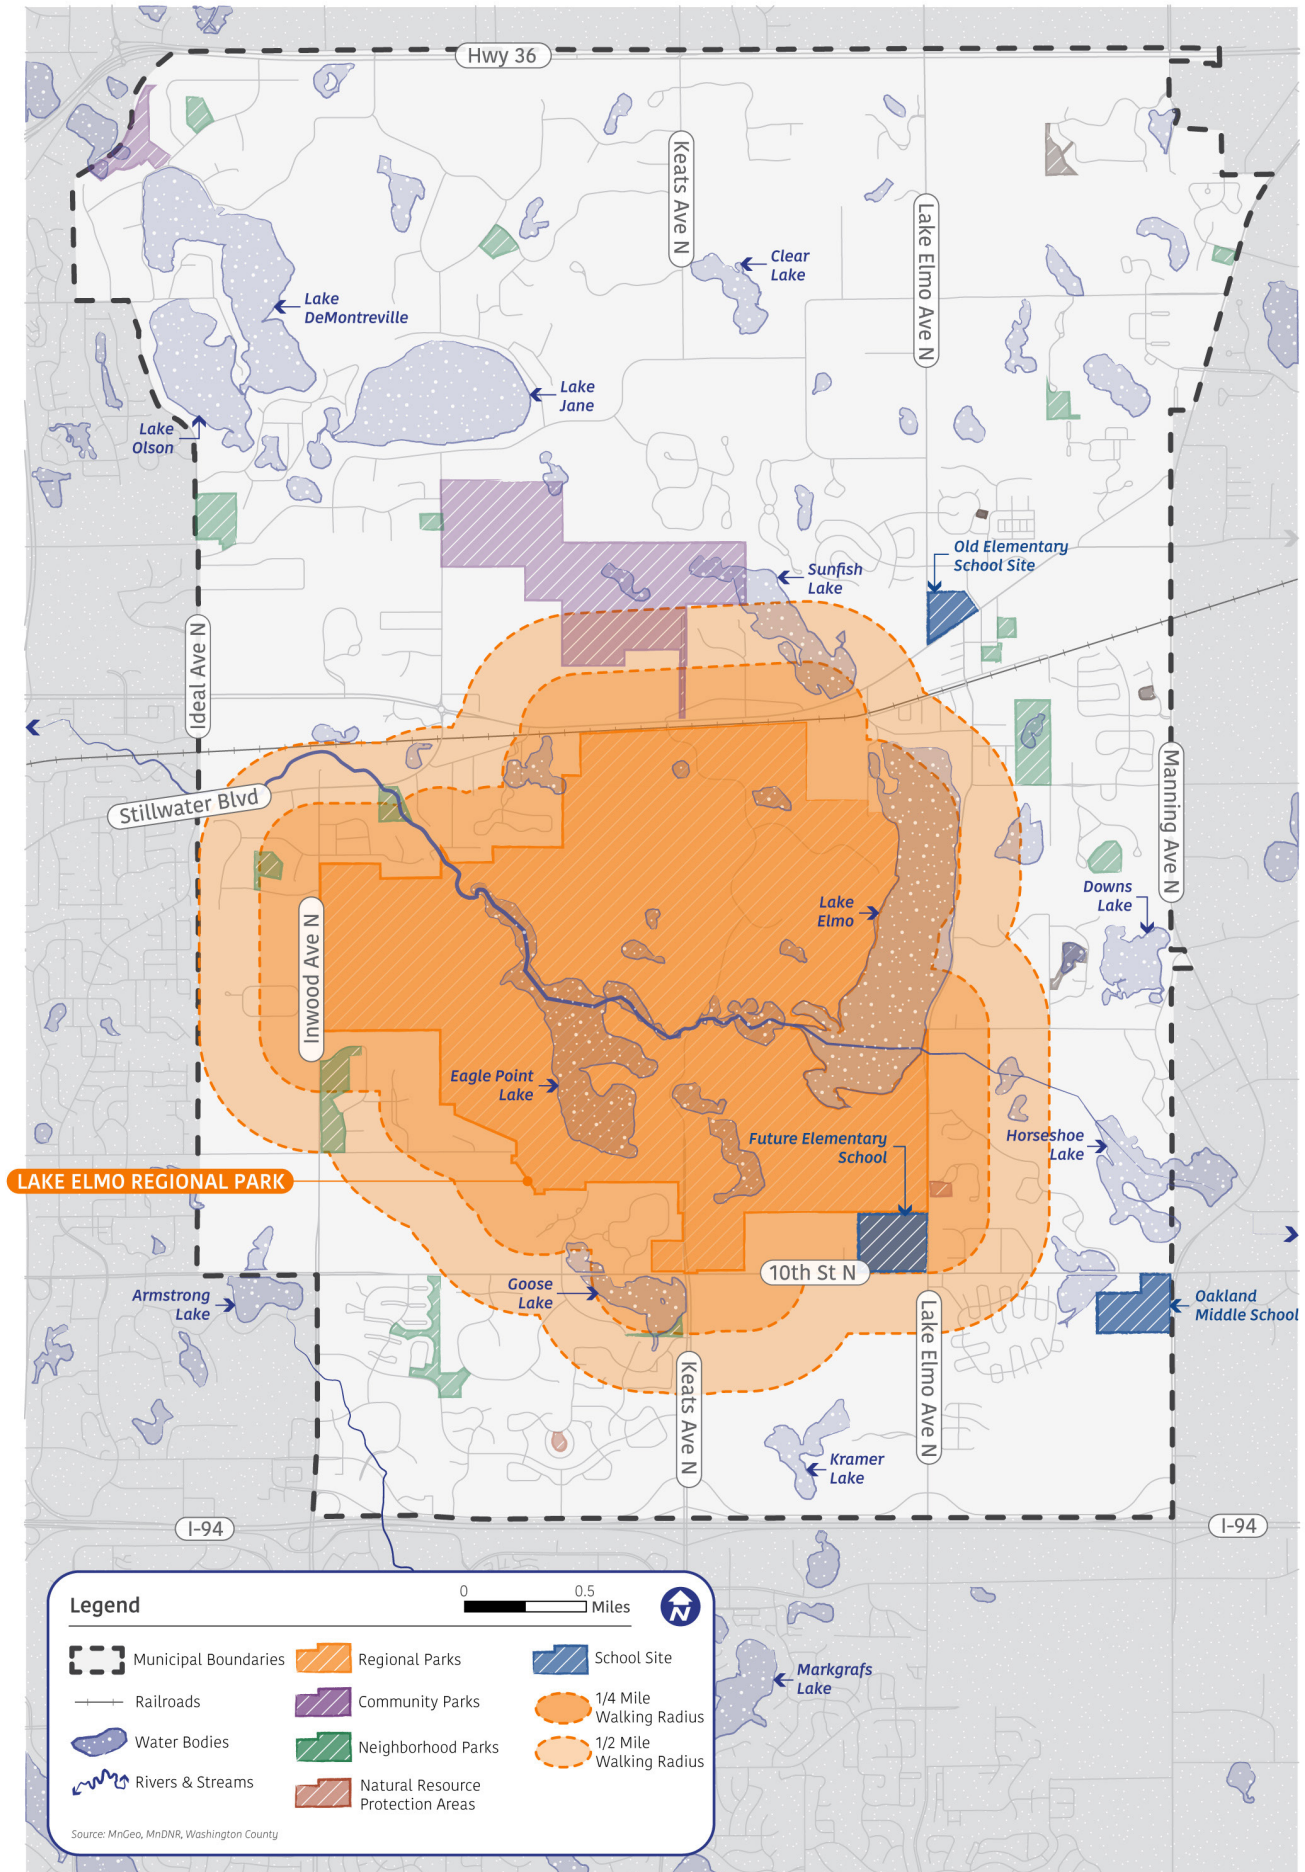 Hwy 36
Keats Ave N
Lake Elmo Ave N
Clear
Lake
Lake
DeMontreville
Lake
Jane
Lake
Olson
Old Elementary
School Site
Sunfish
Lake
Ideal Ave N
Stillwater Blvd
Manning Ave N
Downs
Lake
Lake
Elmo
Inwood Ave N
Eagle Point
Lake
Future Elementary
School
Horseshoe
Lake
LAKE ELMO REGIONAL PARK
10th St N
Goose
Lake
Armstrong
Lake
Oakland
Middle School
Lake Elmo Ave N
Keats Ave N
Kramer
Lake
I-94
I-94
Legend
0 0.5
Miles
N
Municipal Boundaries
Railroads
Water Bodies
Rivers & Streams
Regional Parks
Community Parks
Neighborhood Parks
Natural Resource
Protection Areas
School Site
1/4 Mile
Walking Radius
1/2 Mile
Walking Radius
Source: MnGeo, MnDNR, Washington County
Markgrafs
Lake